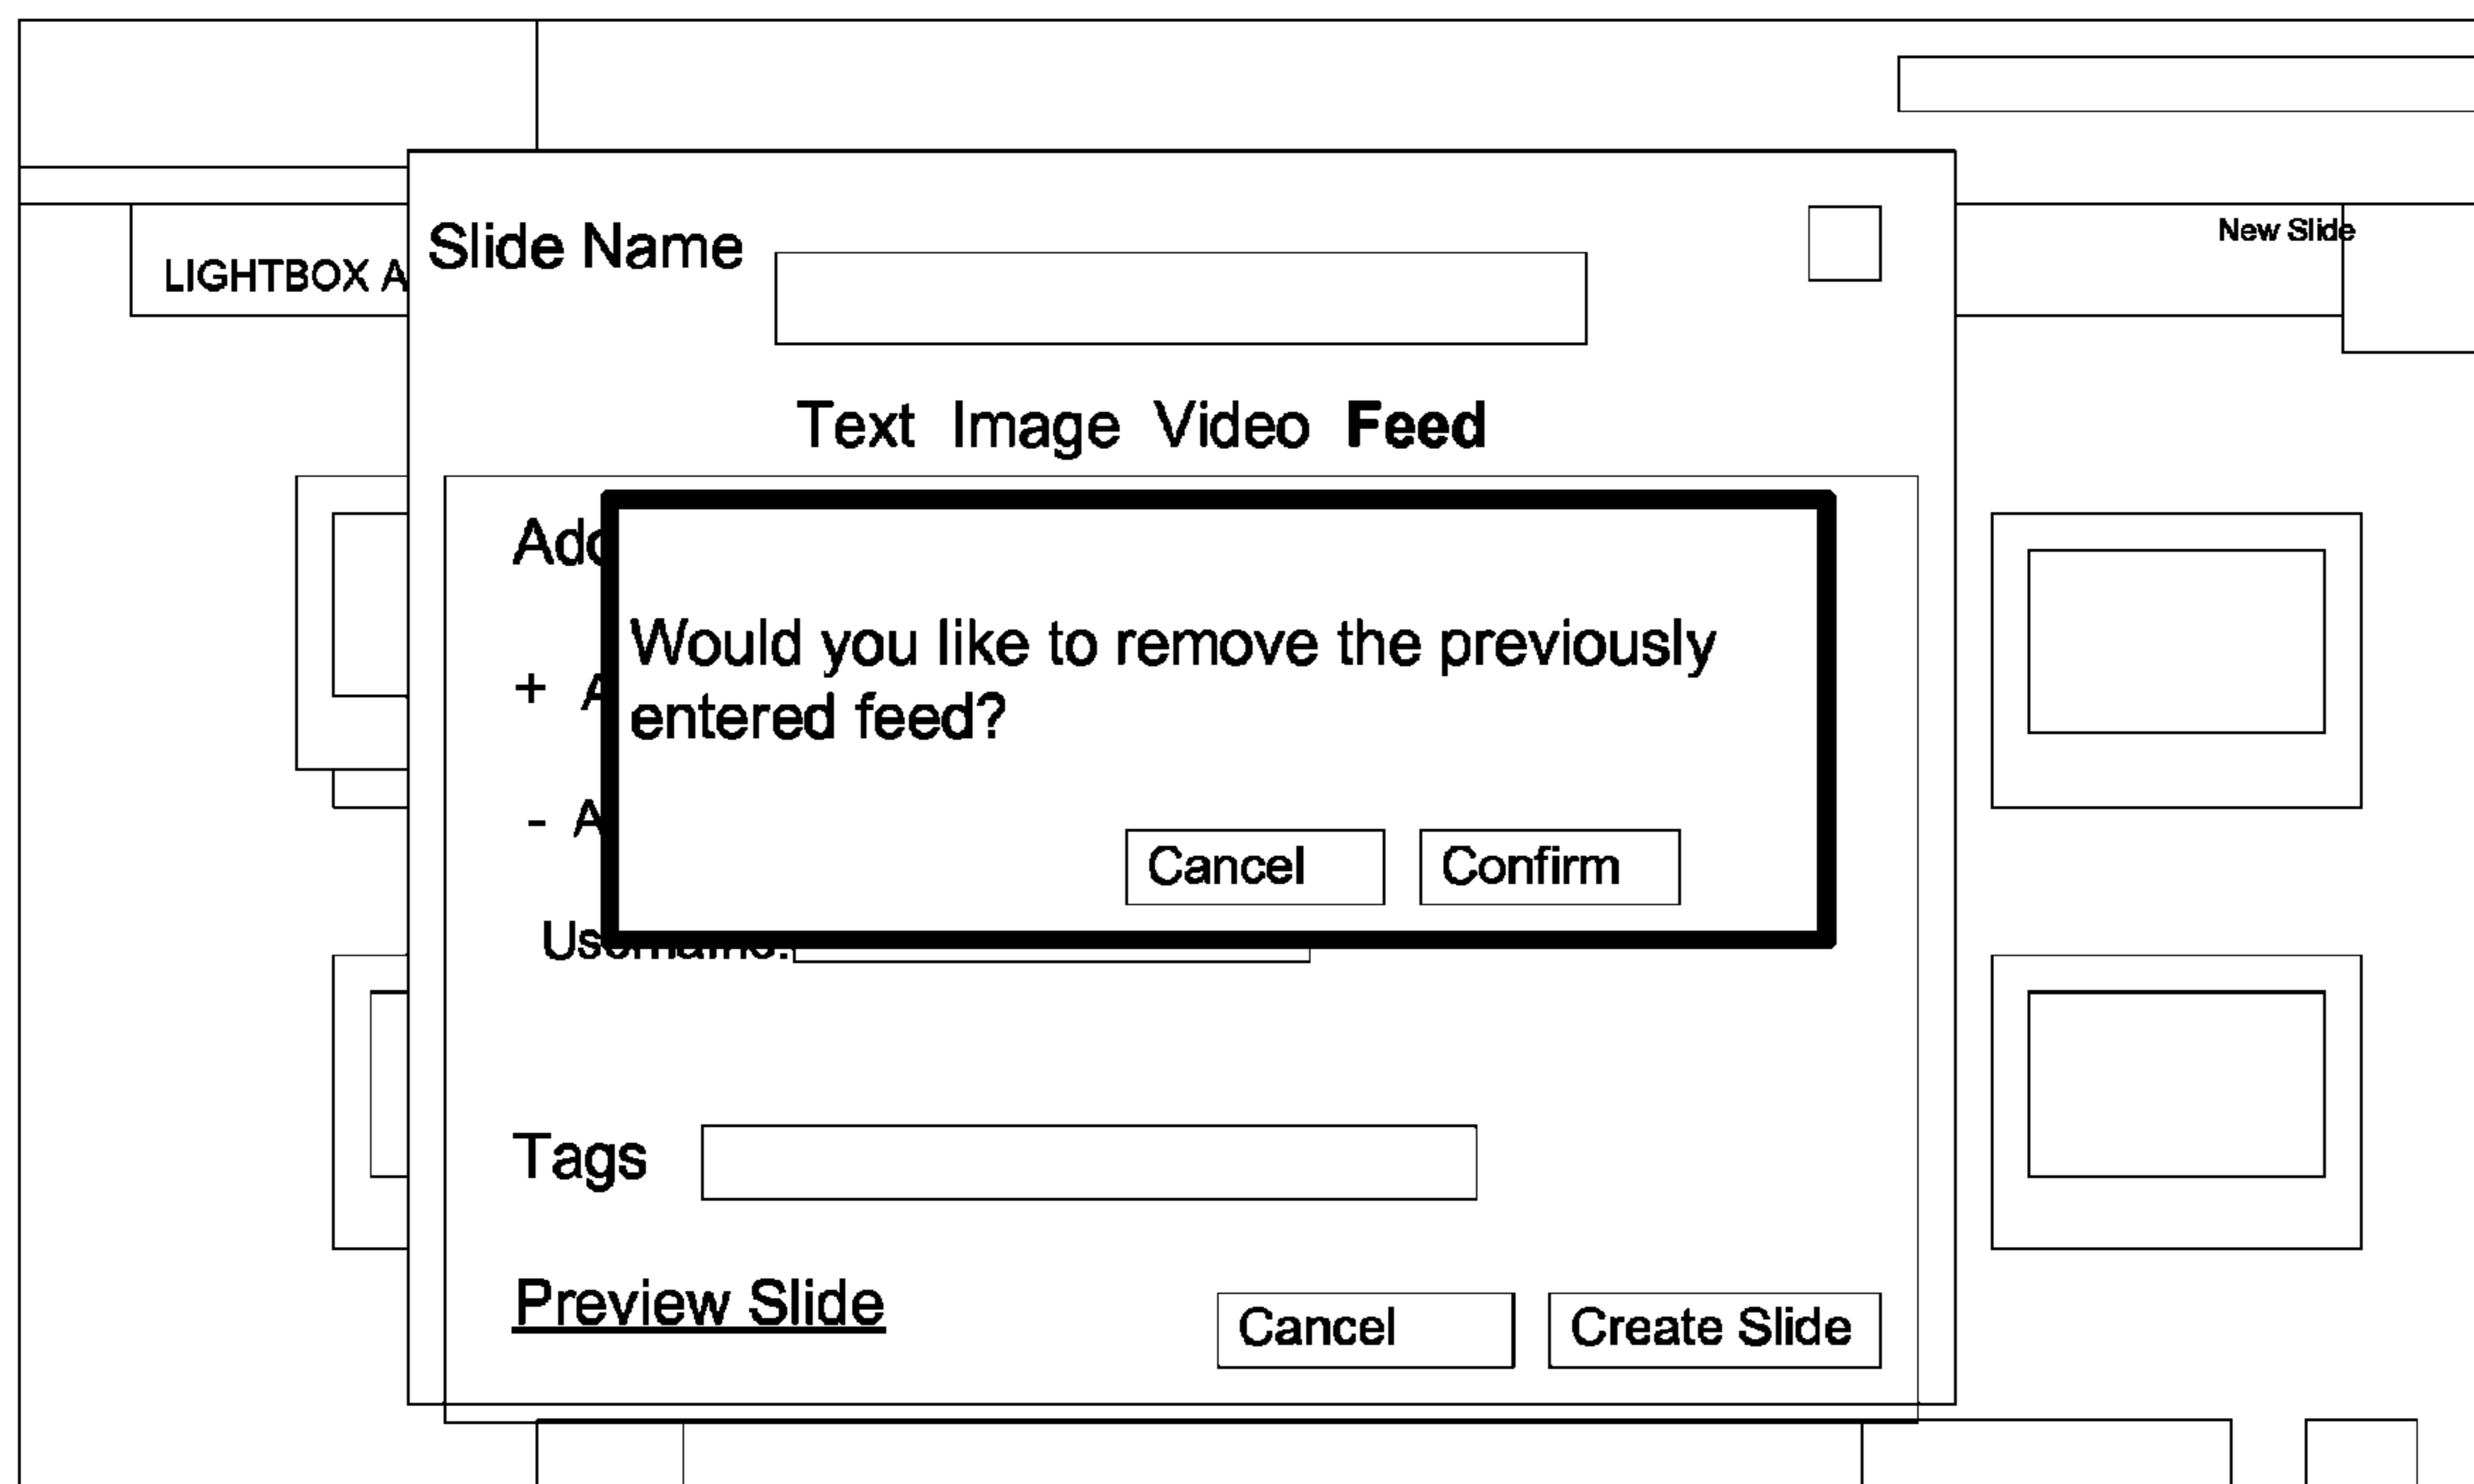 Slide Name
New Slide
LIGHTBOX A
Text Image Video Feed
Would you like to remove the previously
entered feed?
+ A
- A
Cancel Confirm
Tags
Preview Slide
Cancel Create Slide